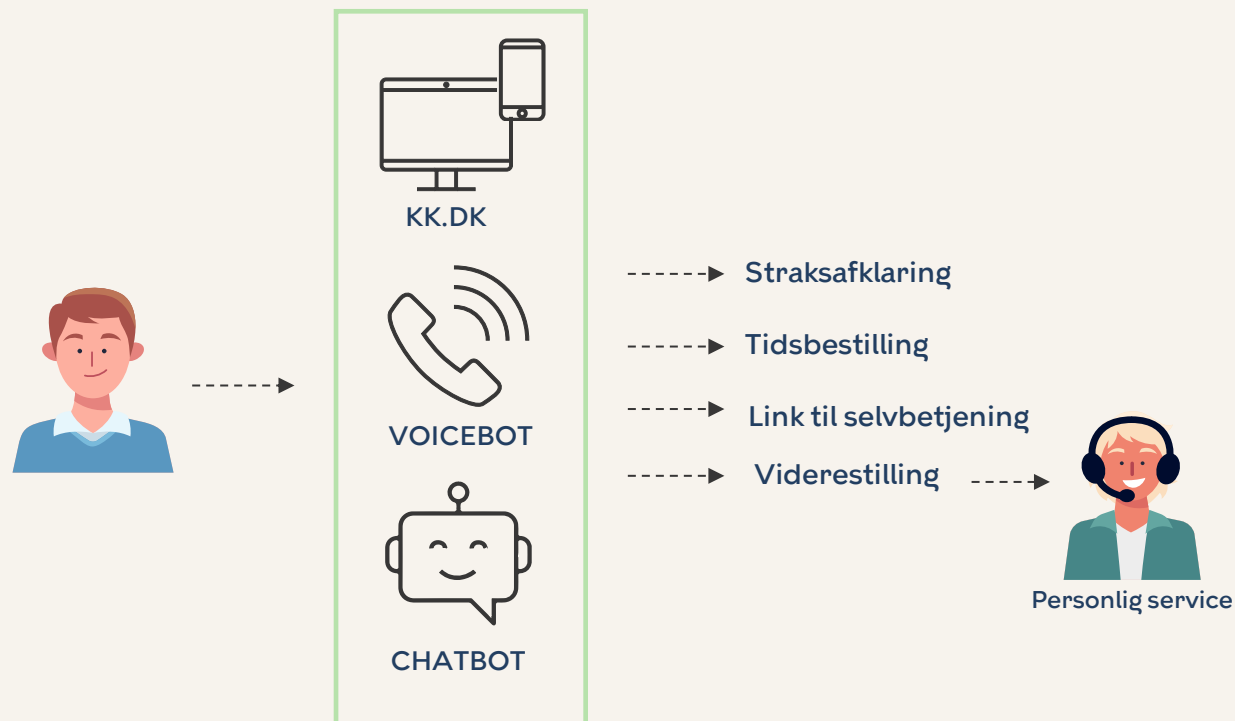 KK.DK
VOICEBOT
CHATBOT
Straksafklaring
Tidsbestilling
Link til selvbetjening
Viderestilling
Personlig service